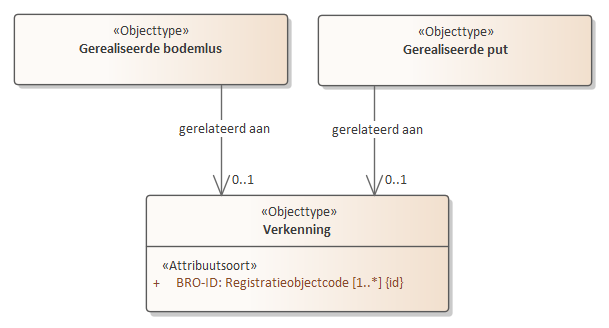 «Objecttype»
Gerealiseerde bodemlus
«Objecttype»
Gerealiseerde put
gerelateerd aan
gerelateerd aan
0..1
0..1
«Objecttype»
Verkenning
«Attribuutsoort»
+ BRO-ID: Registratieobjectcode [1..*] {id}